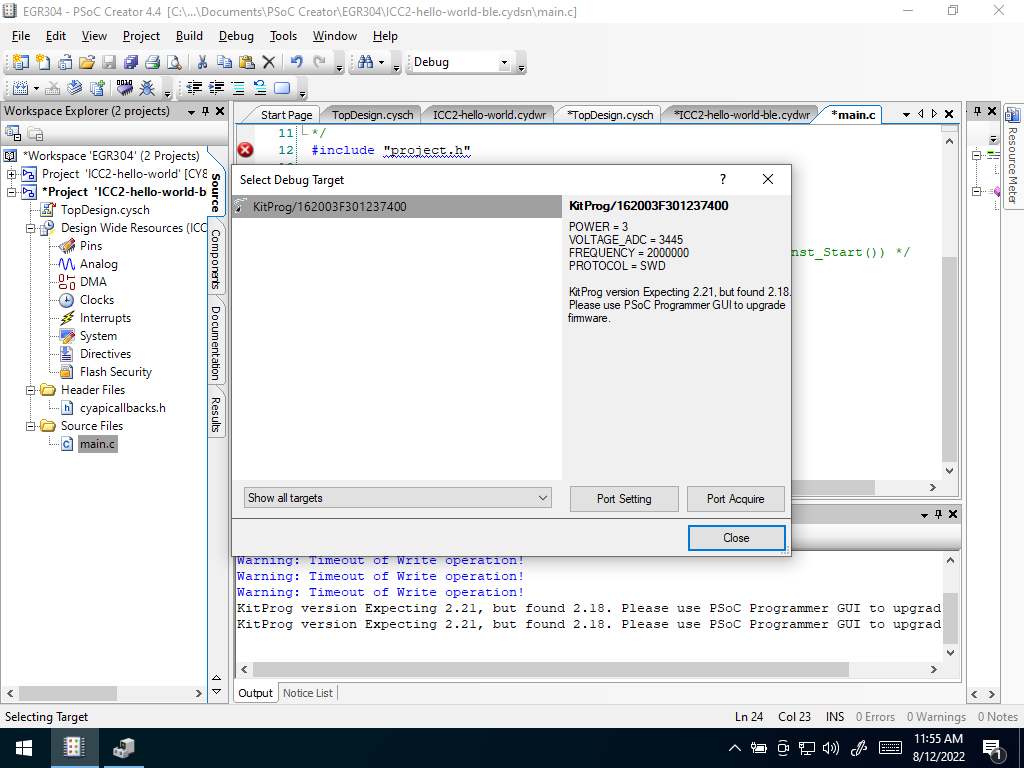 EGR304 - PSoC Creator 4.4 [C:\...\Documents\PSoC Creator\EGR304\ICC2-hello-world-ble.cydsn\main.c]
File Edit View Project Build Debug Tools Window Help
Debug
Workspace Explorer (2 projects)
Start Page
TopDesign.cysch
ICC2-hello-world.cydwr
*TopDesign.cysch
*ICC2-hello-world-ble.cydwr
*main.c
*Workspace 'EGR304' (2 Projects)
Project 'ICC2-hello-world' [CY8
*Project 'ICC2-hello-world-b
TopDesign.cysch
Design Wide Resources (ICC
Pins
Analog
DMA
Clocks
Interrupts
System
Directives
Flash Security
Header Files
cyapicallbacks.h
Source Files
main.c
Source
Components
Documentation
Results
11 */
12 #include "project.h"
nst_Start()) */
Resource Meter
Select Debug Target
?
KitProg/162003F301237400
KitProg/162003F301237400
POWER = 3
VOLTAGE_ADC = 3445
FREQUENCY = 2000000
PROTOCOL = SWD
KitProg version Expecting 2.21, but found 2.18.
Please use PSoC Programmer GUI to upgrade
firmware.
Show all targets
Port Setting
Port Acquire
Close
Warning: Timeout of Write operation!
Warning: Timeout of Write operation!
Warning: Timeout of Write operation!
KitProg version Expecting 2.21, but found 2.18. Please use PSoC Programmer GUI to upgrad
KitProg version Expecting 2.21, but found 2.18. Please use PSoC Programmer GUI to upgrad
Output
Notice List
Selecting Target
Ln 24 Col 23 INS 0 Errors 0 Warnings 0 Notes
11:55 AM
8/12/2022
1